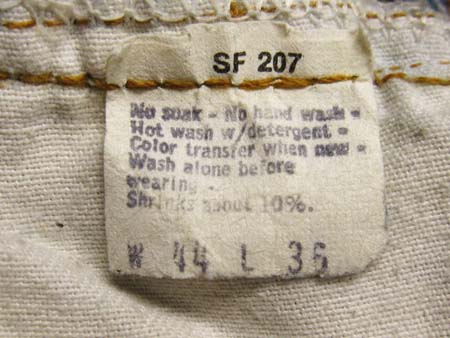 SF 207
No soak - No hand wash -
Hot wash w/detergent -
Color transfer when new -
Wash alone before
wearing -
Shrinks about 10%.
W 44 L 36